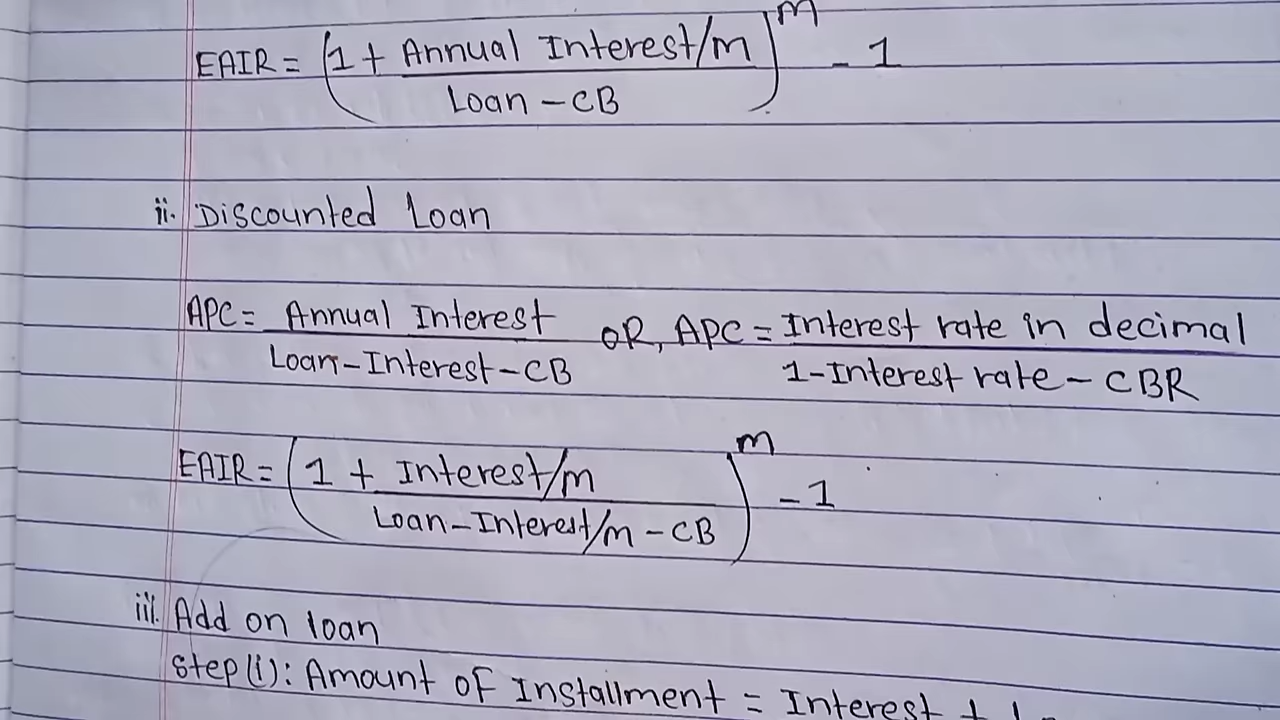 EAIR = (1 + Annual Interest/m / Loan - CB)^m - 1
ii. Discounted Loan
APC = Annual Interest / Loan - Interest - CB OR, APC = Interest rate in decimal / 1 - Interest rate - CBR
EAIR = (1 + Interest/m / Loan - Interest/m - CB)^m - 1
iii. Add on loan
Step (i): Amount of Installment = Interest +